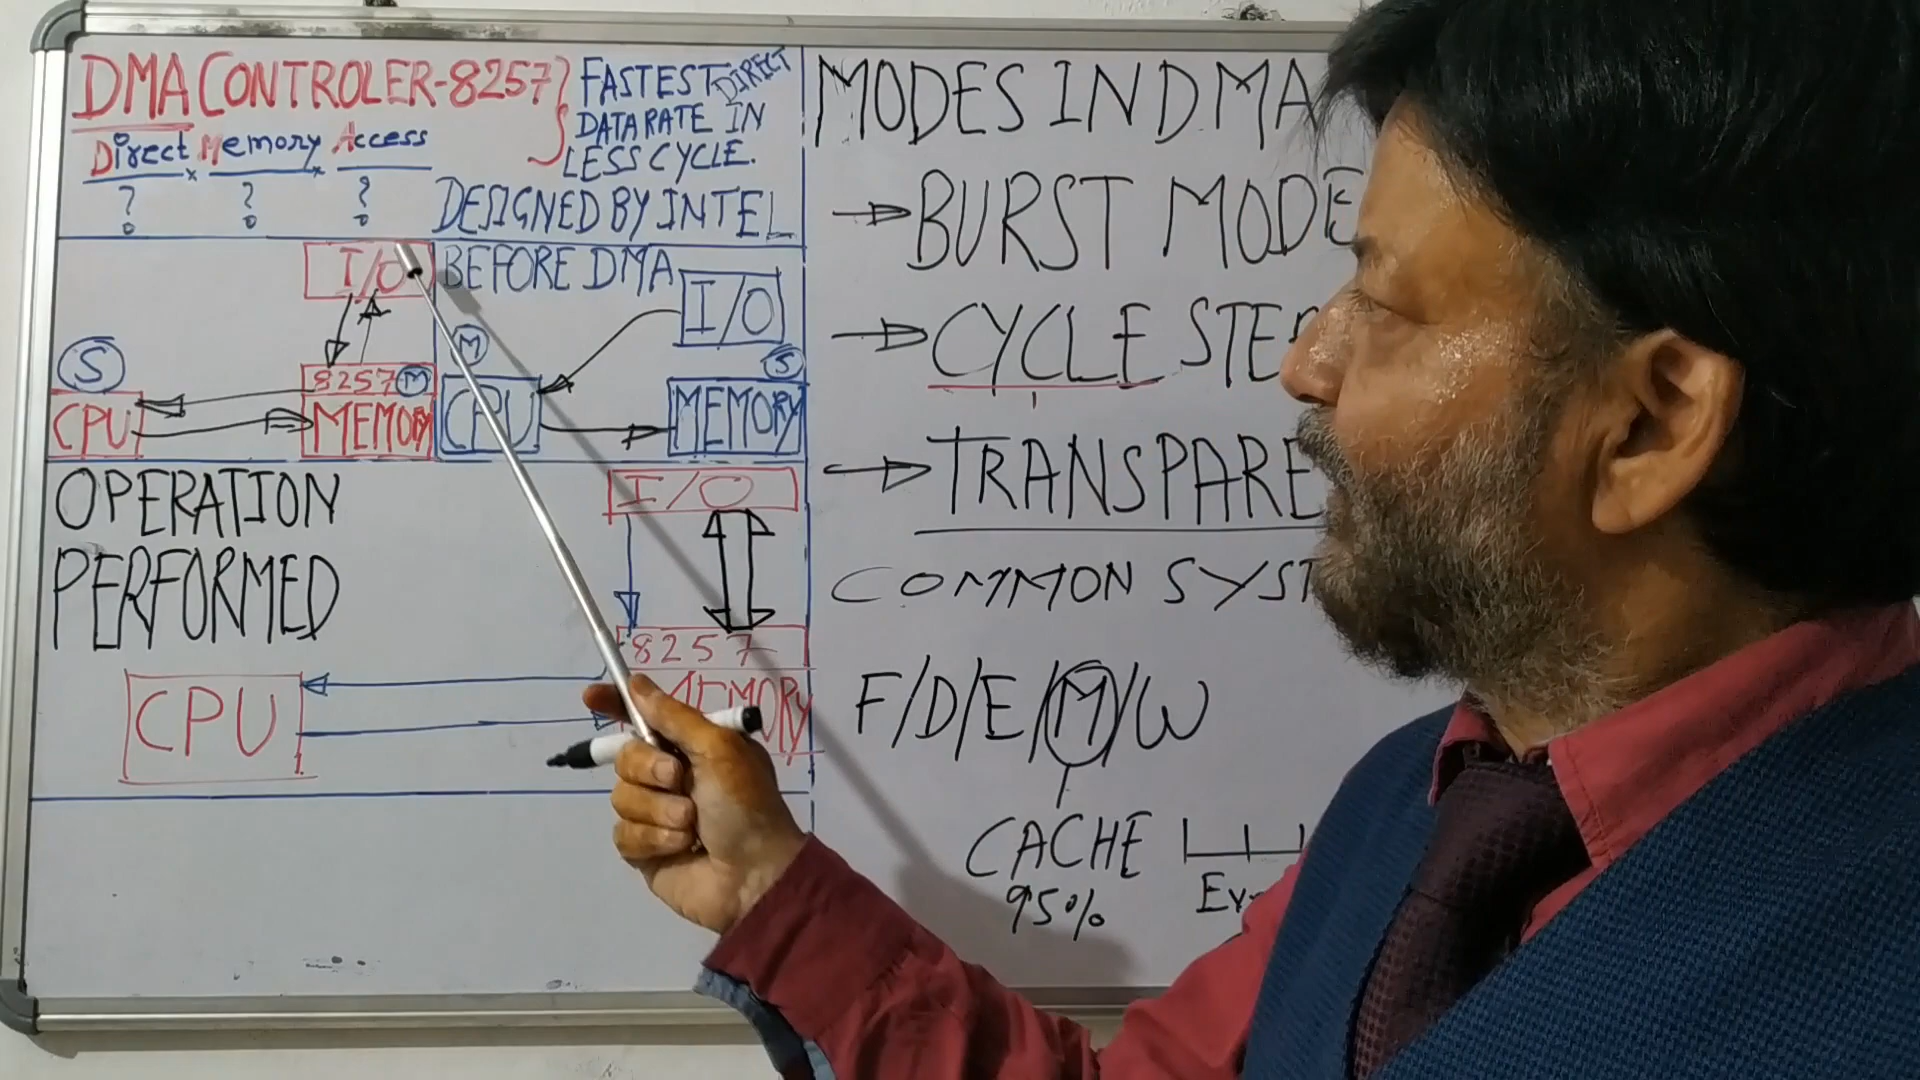 DMA CONTROLER-8257
Direct Memory Access
? ? ?
FASTEST DIRECT
DATA RATE IN
LESS CYCLE.
DESIGNED BY INTEL
I/O
S
8257 M
CPU
MEMORY
BEFORE DMA
I/O
M
S
CPU
MEMORY
OPERATION
PERFORMED
I/O
8257
CPU
MEMORY
MODES IN DMA
→ BURST MODE
→ CYCLE STE
→ TRANSPARE
COMMON SYST
F/D/E/M/W
CACHE
95%